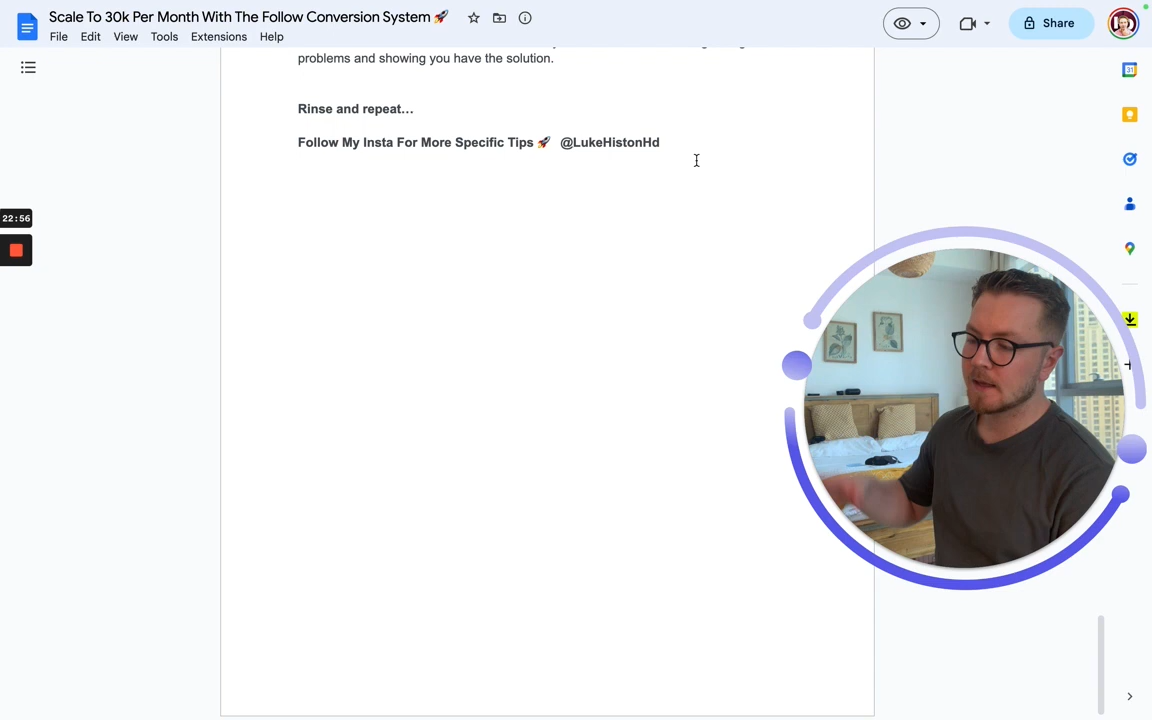 Scale To 30k Per Month With The Follow Conversion System 🚀
File Edit View Tools Extensions Help
Share
problems and showing you have the solution.
Rinse and repeat…
Follow My Insta For More Specific Tips 🚀 @LukeHistonHd
22:56
31